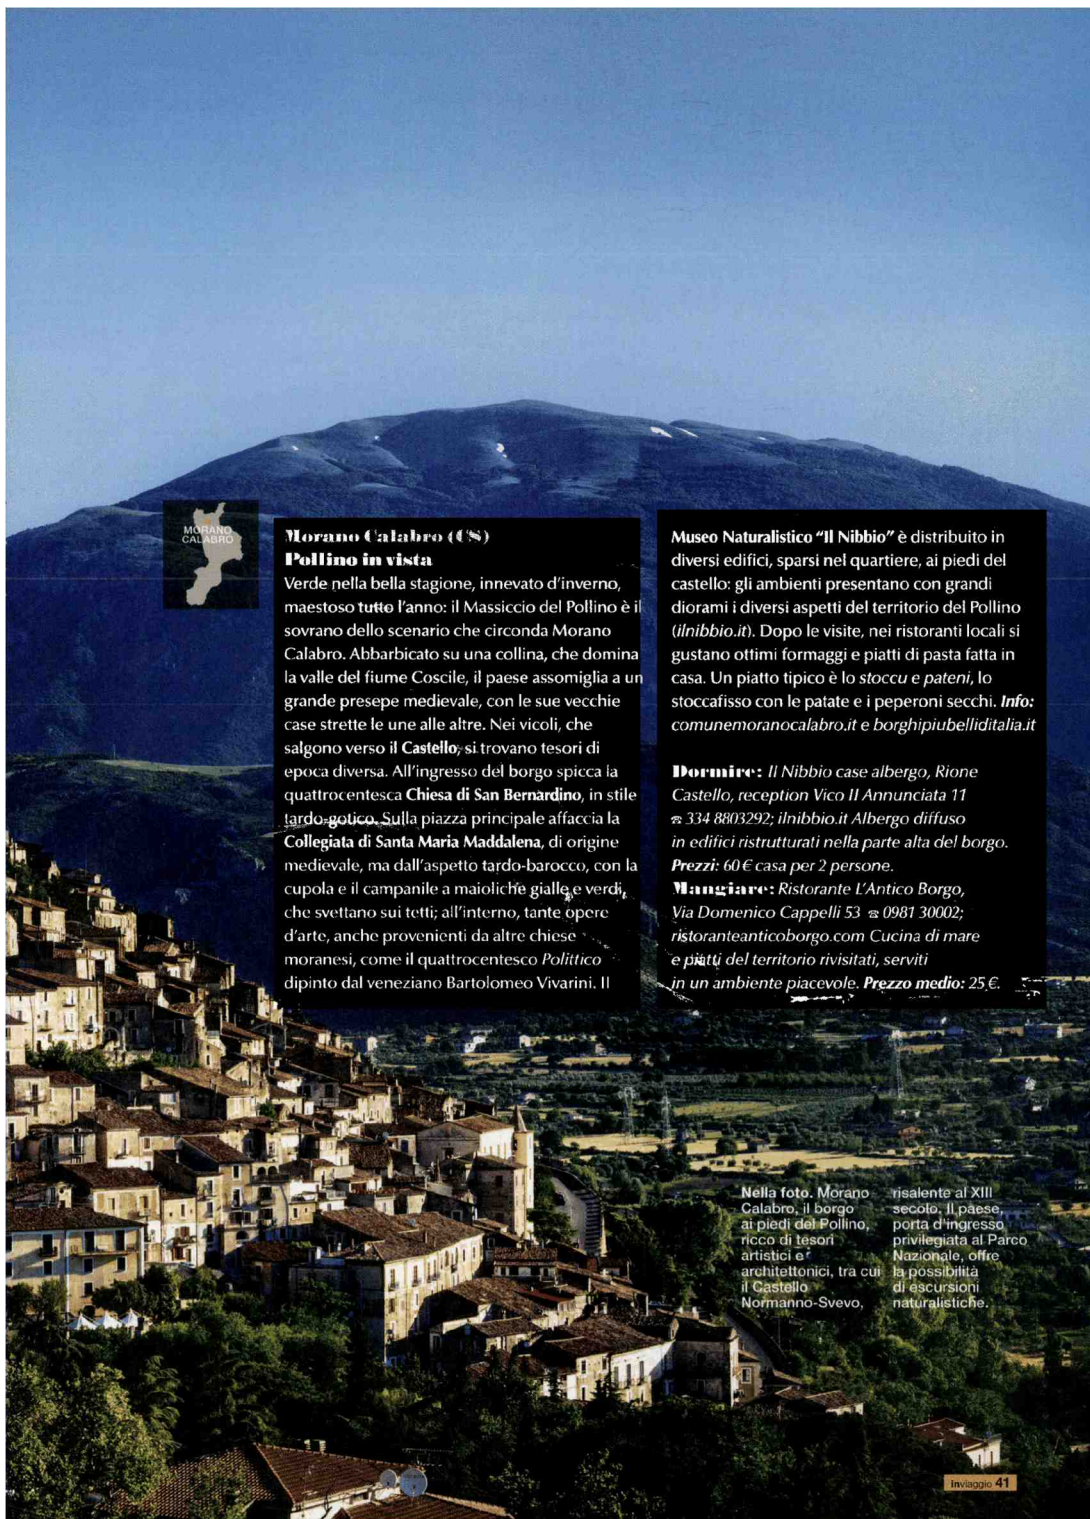 MORANO
CALABRO
Morano Calabro (CS)
Pollino in vista
Verde nella bella stagione, innevato d'inverno,
maestoso tutto l'anno: il Massiccio del Pollino è il
sovrano dello scenario che circonda Morano
Calabro. Abbarbicato su una collina, che domina
la valle del fiume Coscile, il paese assomiglia a un
grande presepe medievale, con le sue vecchie
case strette le une alle altre. Nei vicoli, che
salgono verso il Castello, si trovano tesori di
epoca diversa. All'ingresso del borgo spicca la
quattrocentesca Chiesa di San Bernardino, in stile
tardo-gotico. Sulla piazza principale affaccia la
Collegiata di Santa Maria Maddalena, di origine
medievale, ma dall'aspetto tardo-barocco, con la
cupola e il campanile a maioliche gialle e verdi,
che svettano sui tetti; all'interno, tante opere
d'arte, anche provenienti da altre chiese
moranesi, come il quattrocentesco Polittico
dipinto dal veneziano Bartolomeo Vivarini. Il
Museo Naturalistico "Il Nibbio" è distribuito in
diversi edifici, sparsi nel quartiere, ai piedi del
castello: gli ambienti presentano con grandi
diorami i diversi aspetti del territorio del Pollino
(ilnibbio.it). Dopo le visite, nei ristoranti locali si
gustano ottimi formaggi e piatti di pasta fatta in
casa. Un piatto tipico è lo stoccu e pateni, lo
stoccafisso con le patate e i peperoni secchi. Info:
comunemoranocalabro.it e borghipiubelliditalia.it
Dormire: Il Nibbio case albergo, Rione
Castello, reception Vico II Annunciata 11
☎ 334 8803292; ilnibbio.it Albergo diffuso
in edifici ristrutturati nella parte alta del borgo.
Prezzi: 60 € casa per 2 persone.
Mangiare: Ristorante L'Antico Borgo,
Via Domenico Cappelli 53 ☎ 0981 30002;
ristoranteanticoborgo.com Cucina di mare
e piatti del territorio rivisitati, serviti
in un ambiente piacevole. Prezzo medio: 25 €.
Nella foto. Morano
Calabro, il borgo
ai piedi del Pollino,
ricco di tesori
artistici e
architettonici, tra cui
il Castello
Normanno-Svevo,
risalente al XIII
secolo. Il paese,
porta d'ingresso
privilegiata al Parco
Nazionale, offre
la possibilità
di escursioni
naturalistiche.
inviaggio 41